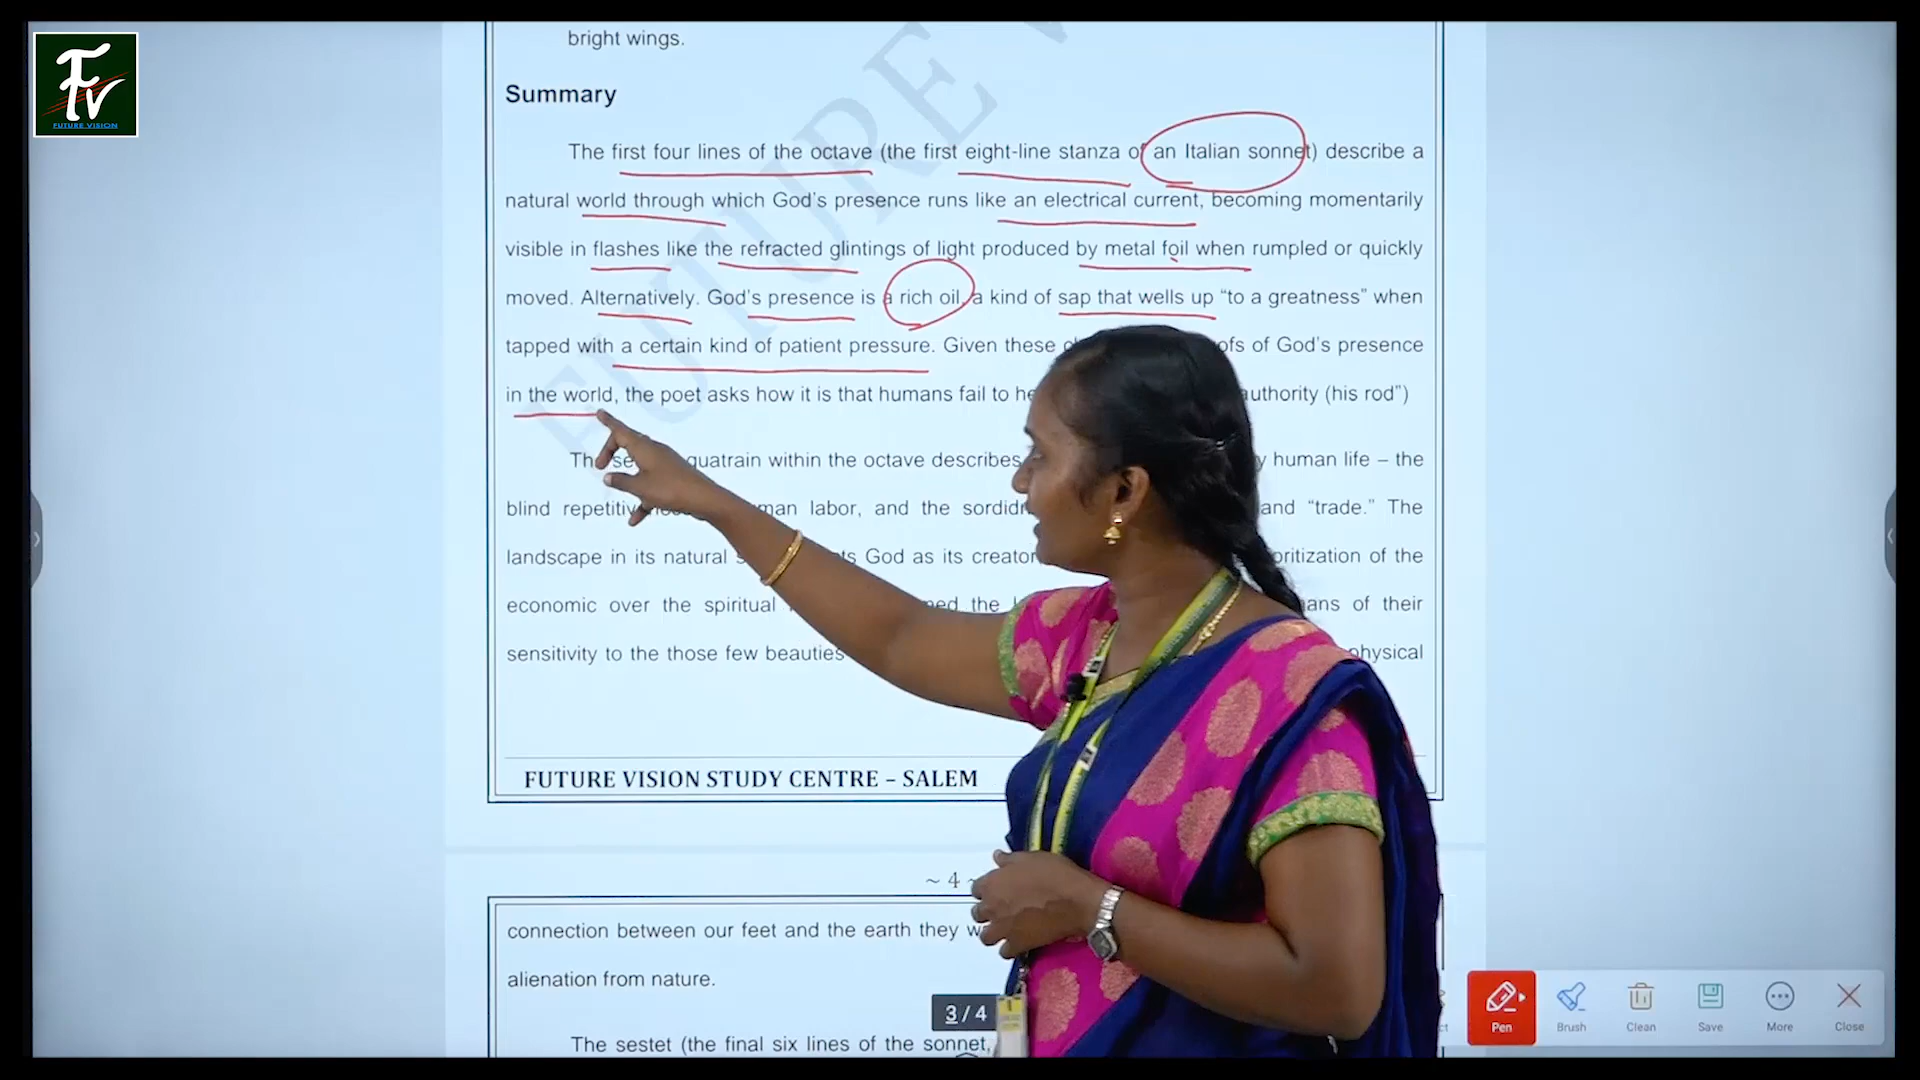 Fv
FUTURE VISION
bright wings.
Summary
The first four lines of the octave (the first eight-line stanza of an Italian sonnet) describe a
natural world through which God's presence runs like an electrical current, becoming momentarily
visible in flashes like the refracted glintings of light produced by metal foil when rumpled or quickly
moved. Alternatively. God's presence is a rich oil, a kind of sap that wells up “to a greatness” when
tapped with a certain kind of patient pressure. Given these of God's presence
in the world, the poet asks how it is that humans fail to authority (his rod”)
quatrain within the octave describes human life – the
blind labor, and the and “trade.” The
landscape in its natural God as its creator of the
economic over the spiritual the of their
sensitivity to the those few beauties physical
FUTURE VISION STUDY CENTRE – SALEM
~ 4
connection between our feet and the earth they
alienation from nature.
3 / 4
The sestet (the final six lines of the sonnet,
Pen Brush Clean Save More Close